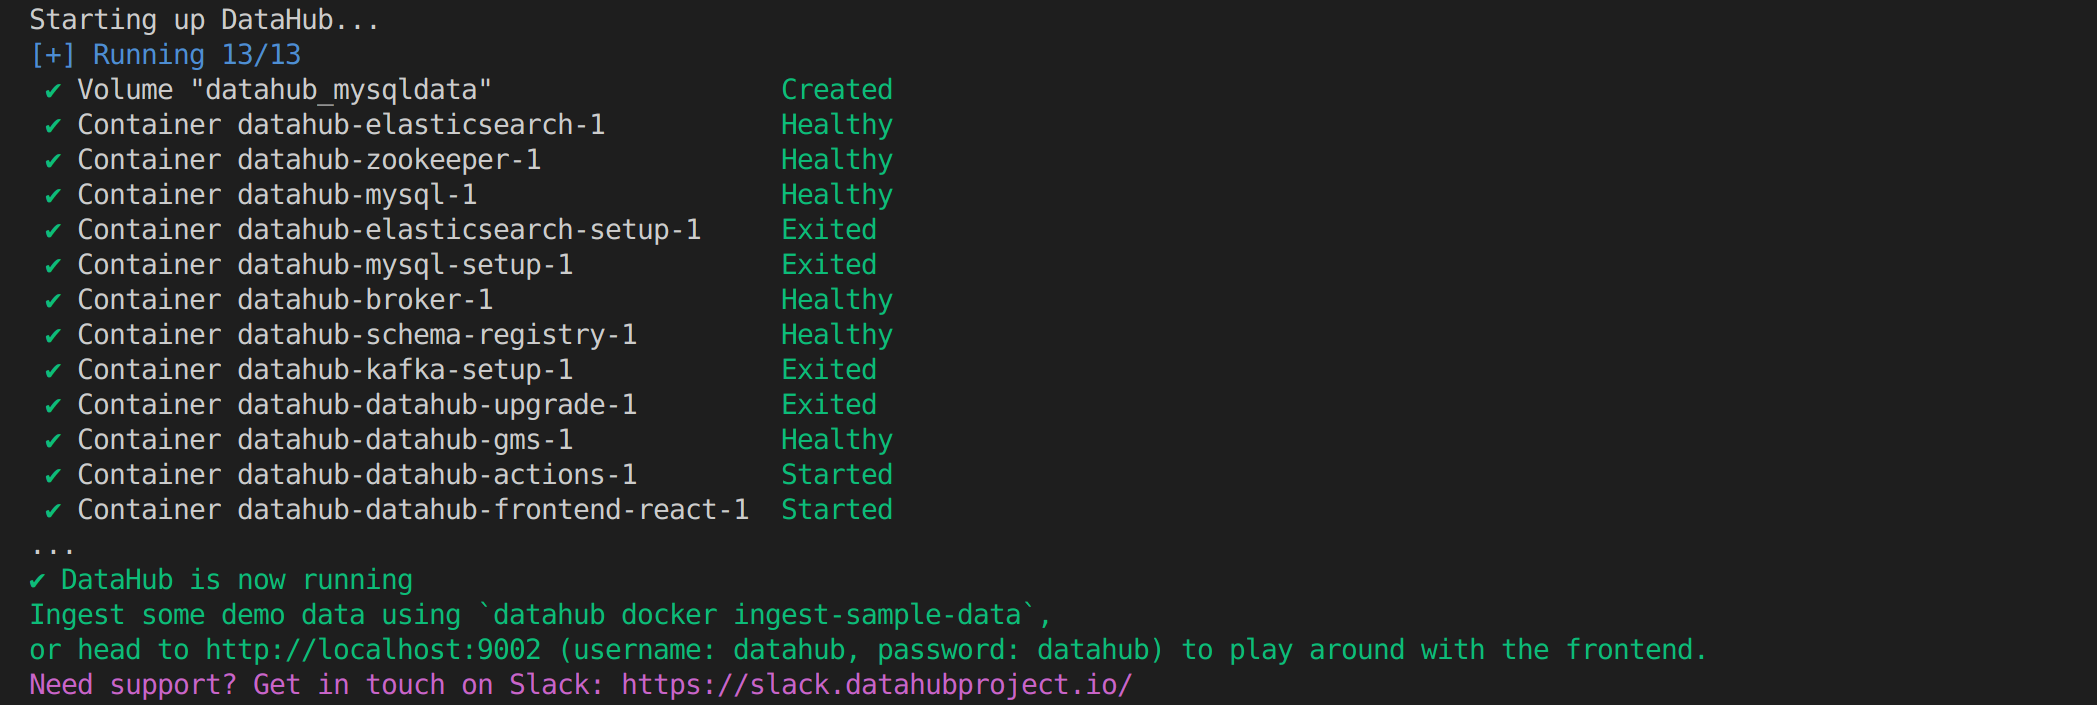 Starting up DataHub...
[+] Running 13/13
✔ Volume "datahub_mysqldata" Created
✔ Container datahub-elasticsearch-1 Healthy
✔ Container datahub-zookeeper-1 Healthy
✔ Container datahub-mysql-1 Healthy
✔ Container datahub-elasticsearch-setup-1 Exited
✔ Container datahub-mysql-setup-1 Exited
✔ Container datahub-broker-1 Healthy
✔ Container datahub-schema-registry-1 Healthy
✔ Container datahub-kafka-setup-1 Exited
✔ Container datahub-datahub-upgrade-1 Exited
✔ Container datahub-datahub-gms-1 Healthy
✔ Container datahub-datahub-actions-1 Started
✔ Container datahub-datahub-frontend-react-1 Started
...
✔ DataHub is now running
Ingest some demo data using `datahub docker ingest-sample-data`,
or head to http://localhost:9002 (username: datahub, password: datahub) to play around with the frontend.
Need support? Get in touch on Slack: https://slack.datahubproject.io/